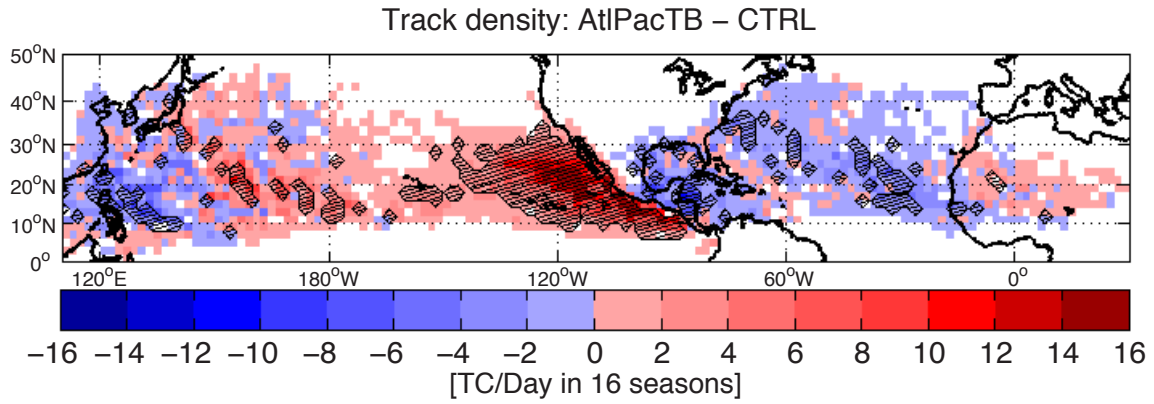 Track density: AtlPacTB − CTRL
50°N
40°N
30°N
20°N
10°N
0°
120°E 180°W 120°W 60°W 0°
−16 −14 −12 −10 −8 −6 −4 −2 0 2 4 6 8 10 12 14 16
[TC/Day in 16 seasons]